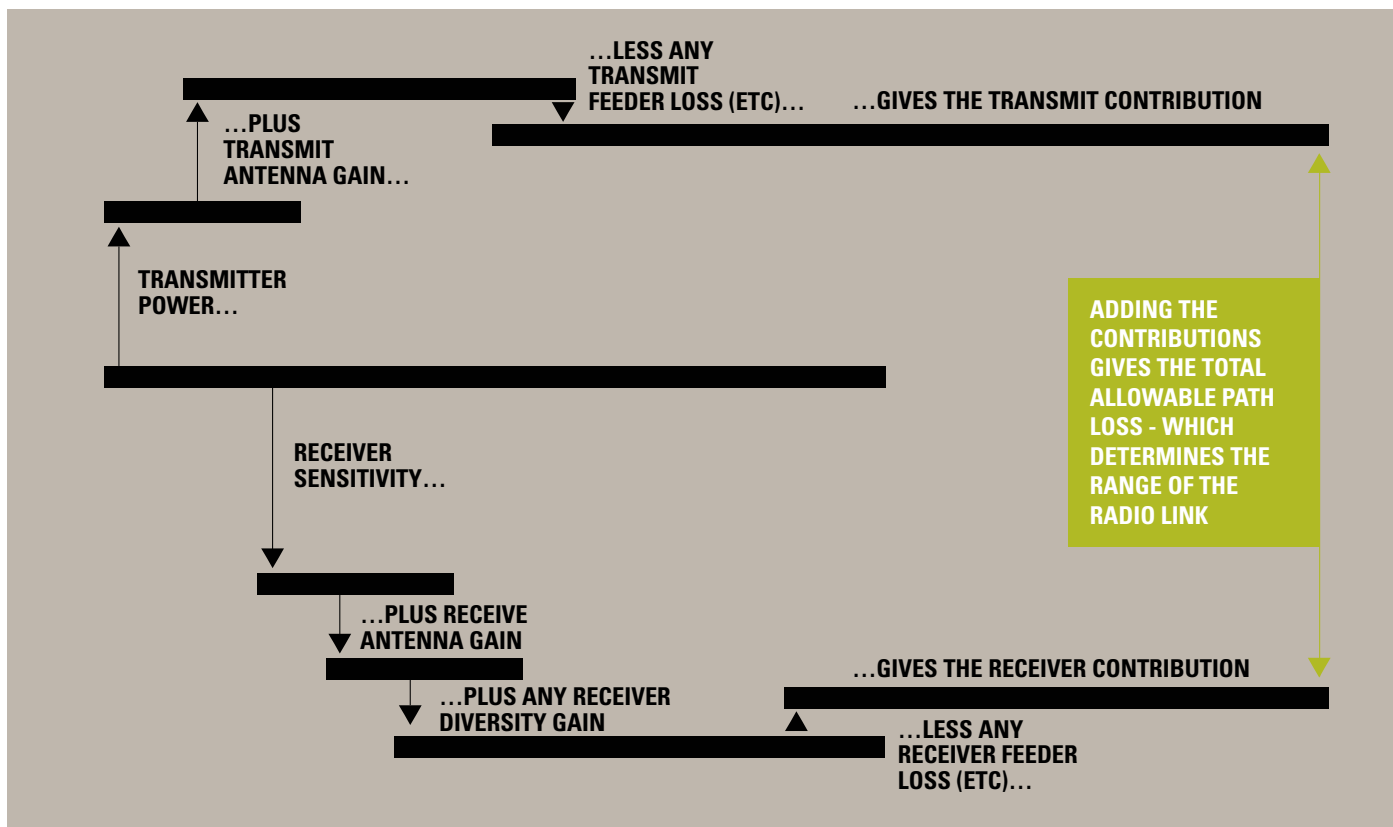 …LESS ANY
TRANSMIT
FEEDER LOSS (ETC)…
…GIVES THE TRANSMIT CONTRIBUTION
…PLUS
TRANSMIT
ANTENNA GAIN…
TRANSMITTER
POWER…
ADDING THE
CONTRIBUTIONS
GIVES THE TOTAL
ALLOWABLE PATH
LOSS - WHICH
DETERMINES THE
RANGE OF THE
RADIO LINK
RECEIVER
SENSITIVITY…
…PLUS RECEIVE
ANTENNA GAIN
…GIVES THE RECEIVER CONTRIBUTION
…PLUS ANY RECEIVER
DIVERSITY GAIN
…LESS ANY
RECEIVER FEEDER
LOSS (ETC)…